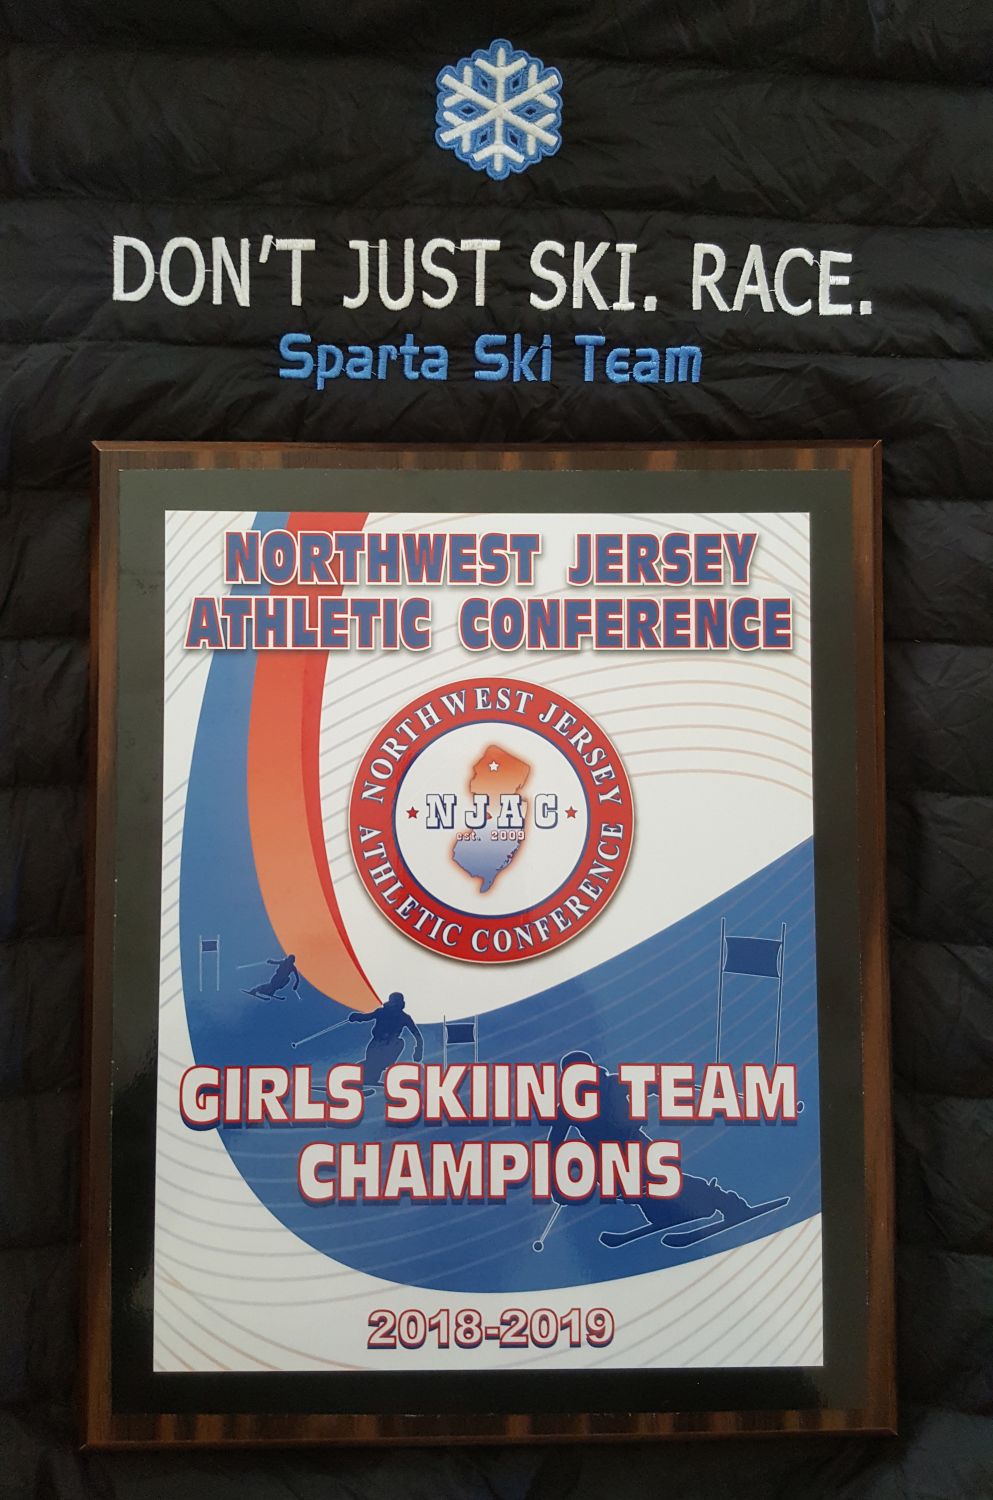 DON'T JUST SKI. RACE.
Sparta Ski Team
NORTHWEST JERSEY
ATHLETIC CONFERENCE
NORTHWEST JERSEY
NJAC
est. 2009
ATHLETIC CONFERENCE
GIRLS SKIING TEAM
CHAMPIONS
2018-2019